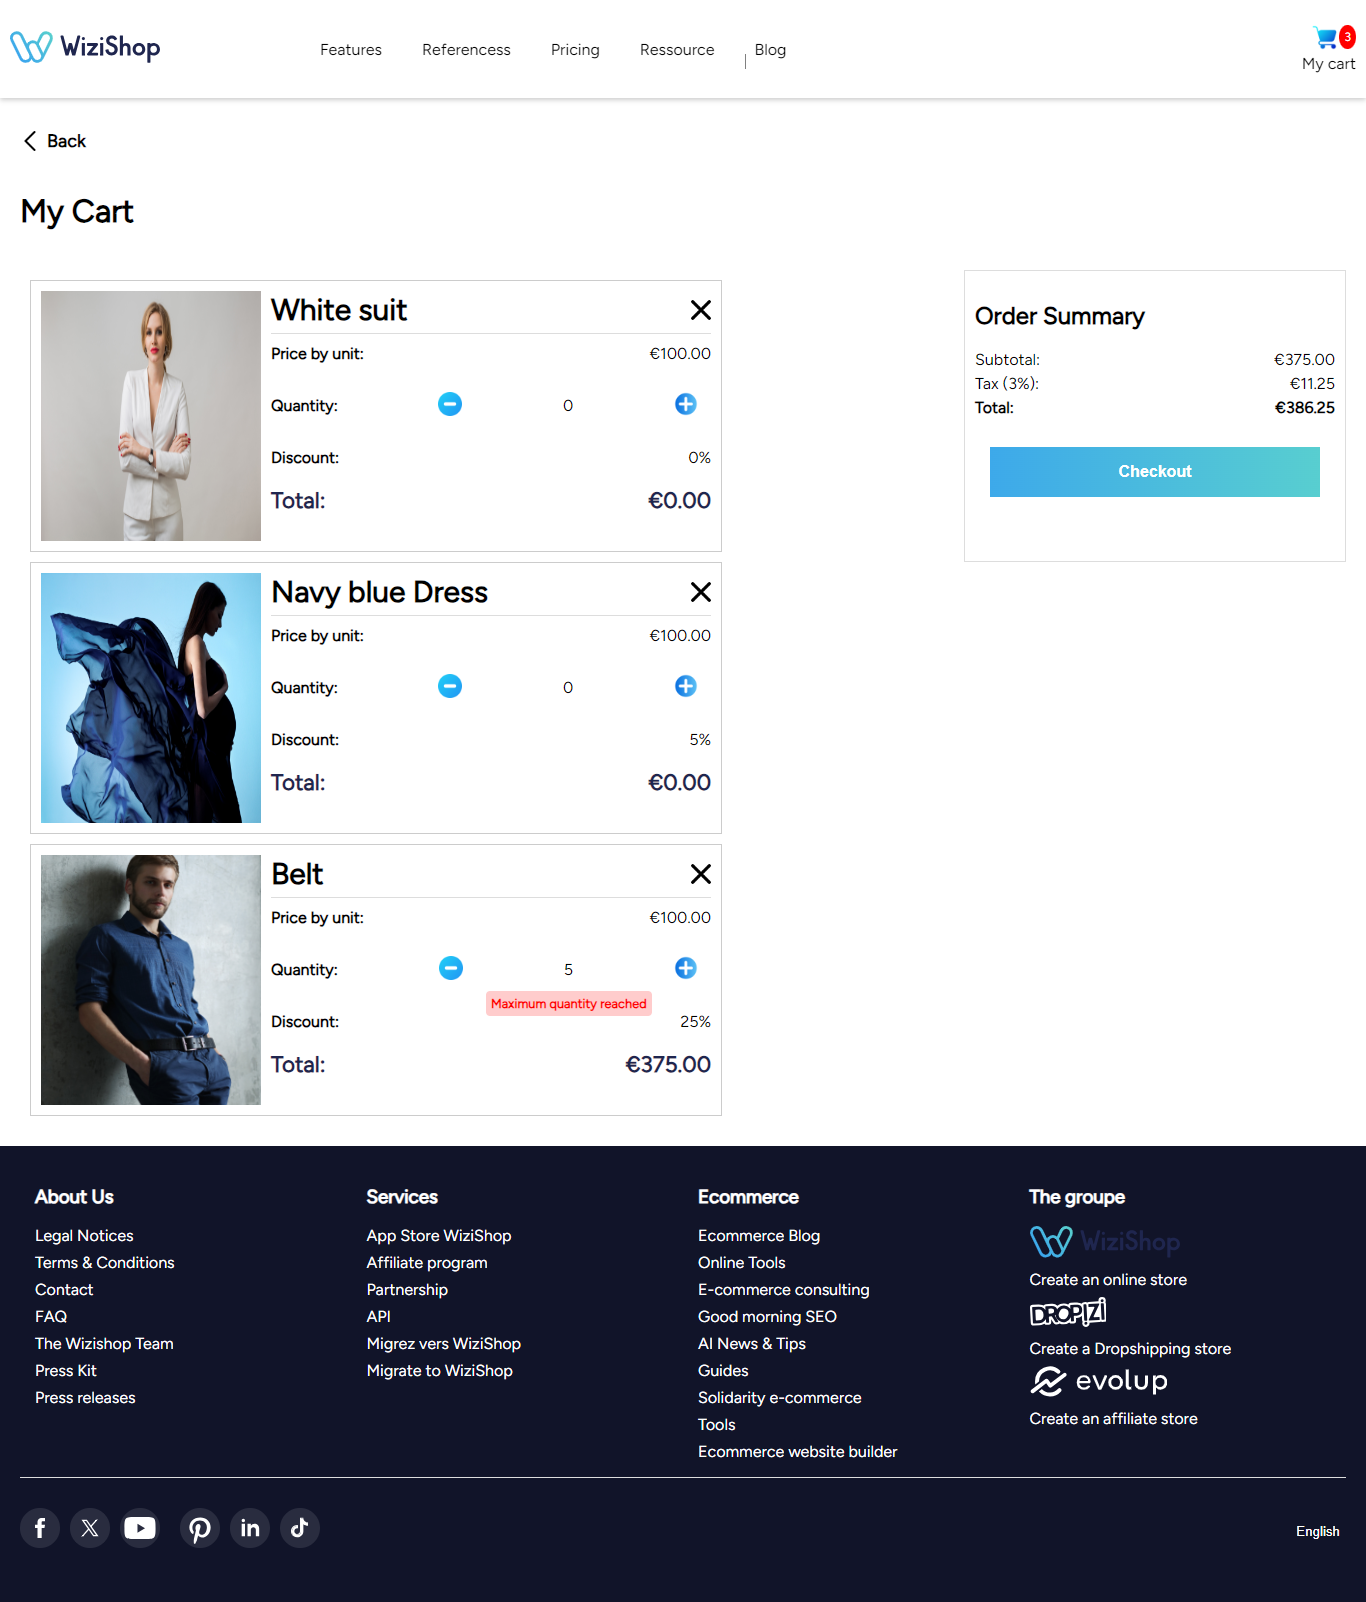 WiziShop
Features
Referencess
Pricing
Ressource
Blog
3
My cart
Back
My Cart
White suit
Price by unit:
€100.00
Quantity:
0
Discount:
0%
Total:
€0.00
Navy blue Dress
Price by unit:
€100.00
Quantity:
0
Discount:
5%
Total:
€0.00
Belt
Price by unit:
€100.00
Quantity:
5
Maximum quantity reached
Discount:
25%
Total:
€375.00
Order Summary
Subtotal:
€375.00
Tax (3%):
€11.25
Total:
€386.25
Checkout
About Us
Legal Notices
Terms & Conditions
Contact
FAQ
The Wizishop Team
Press Kit
Press releases
Services
App Store WiziShop
Affiliate program
Partnership
API
Migrez vers WiziShop
Migrate to WiziShop
Ecommerce
Ecommerce Blog
Online Tools
E-commerce consulting
Good morning SEO
AI News & Tips
Guides
Solidarity e-commerce
Tools
Ecommerce website builder
The groupe
WiziShop
Create an online store
DROPIZI
Create a Dropshipping store
evolup
Create an affiliate store
English